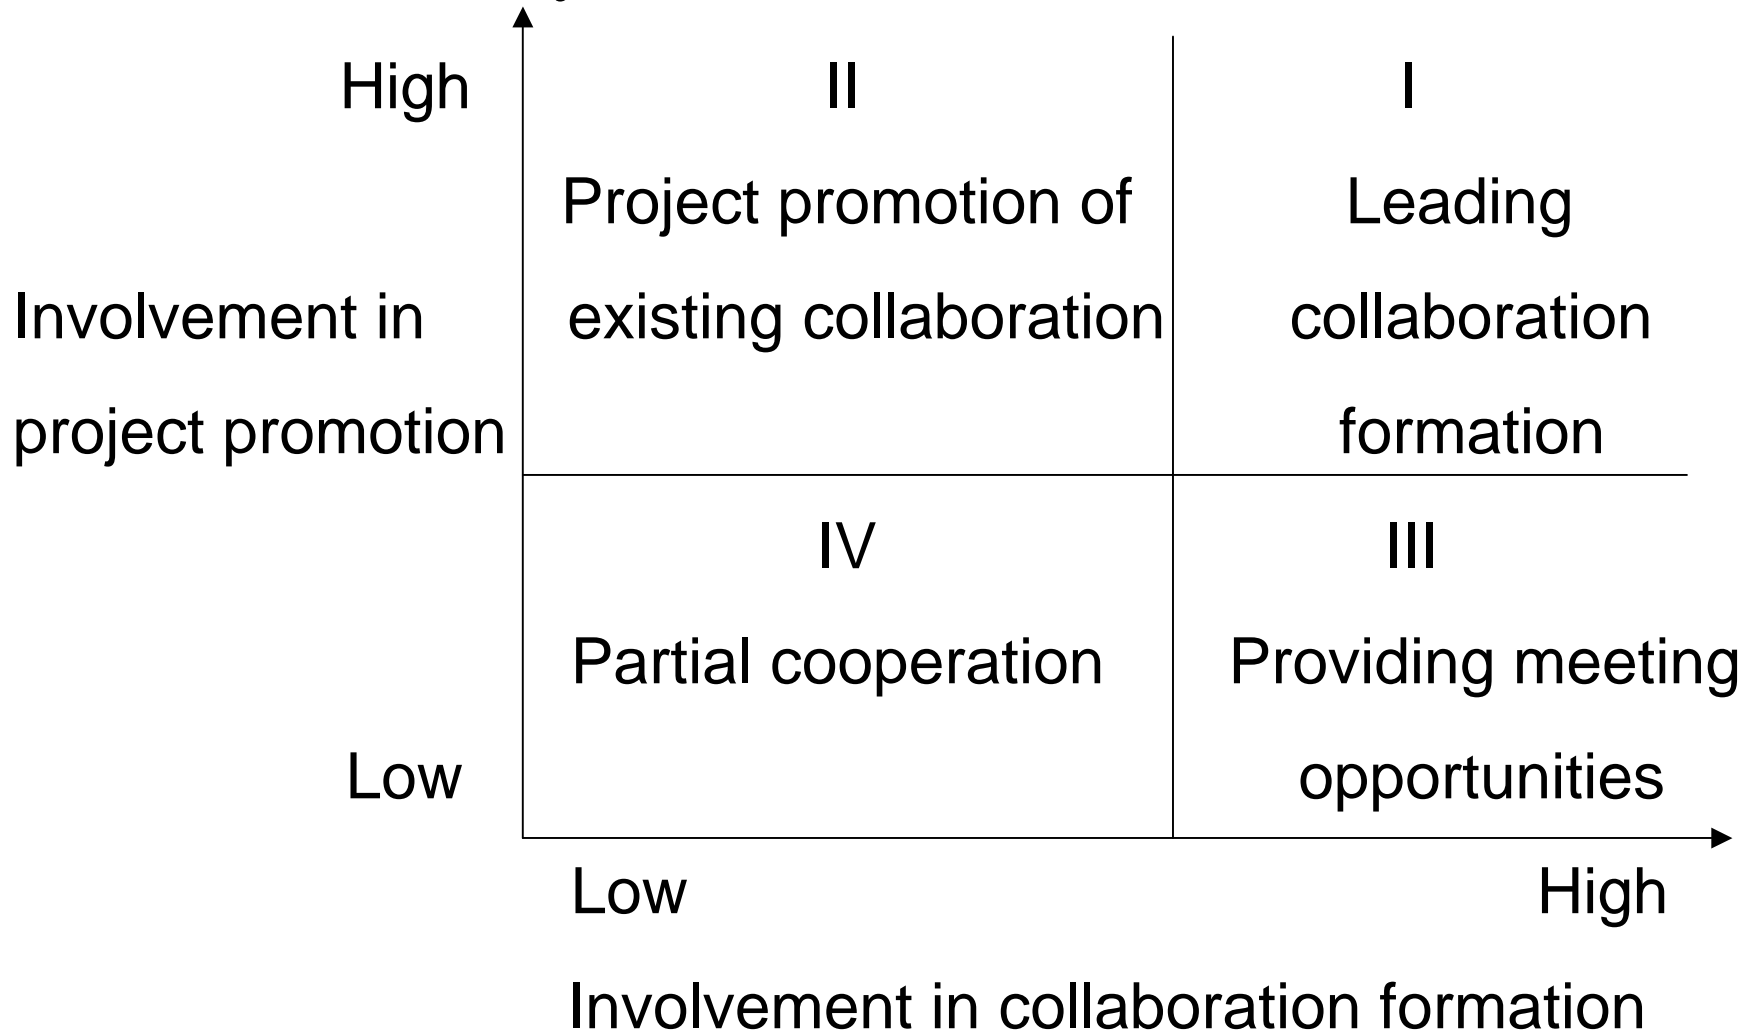 High
II
I
Project promotion of
existing collaboration
Leading
collaboration
formation
Involvement in
project promotion
IV
III
Partial cooperation
Providing meeting
opportunities
Low
Low
High
Involvement in collaboration formation